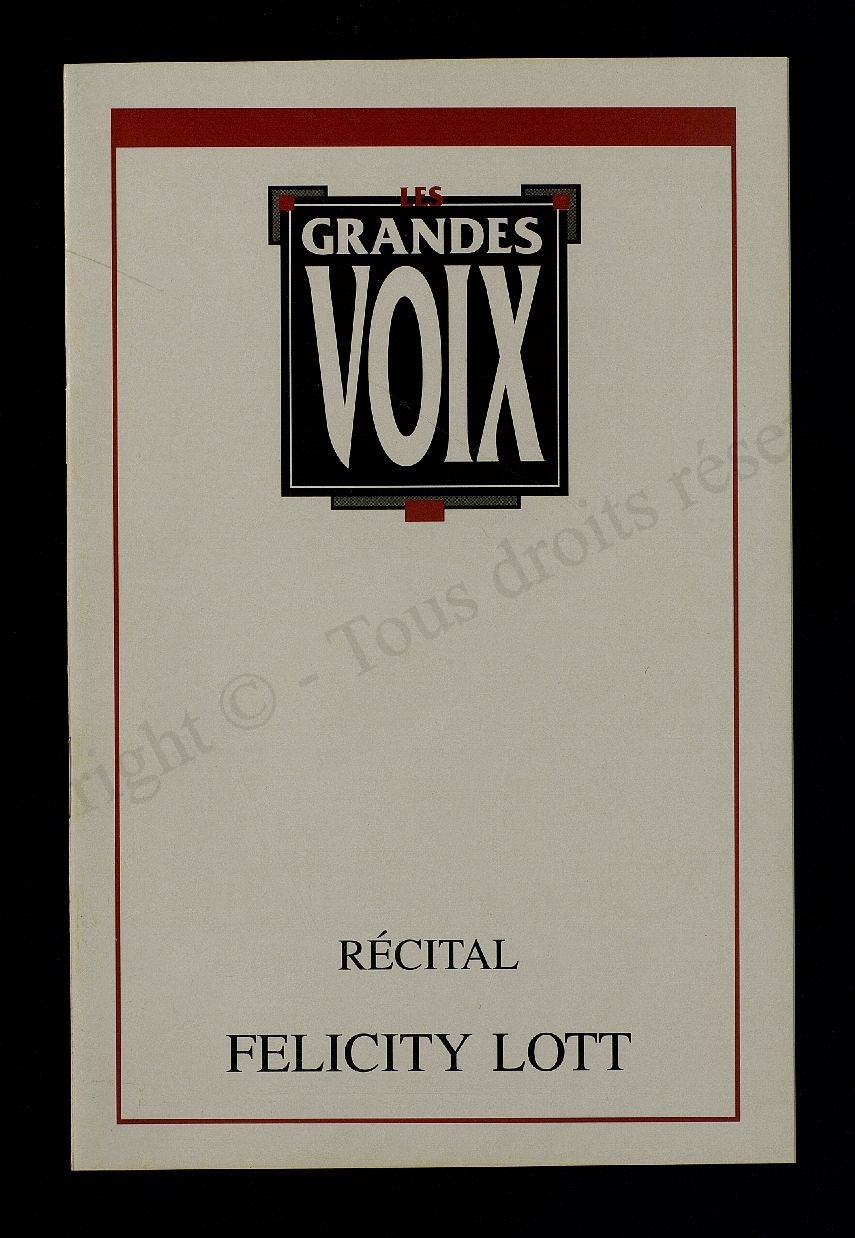 LES
GRANDES
VOIX
right © - Tous droits rése
RÉCITAL
FELICITY LOTT